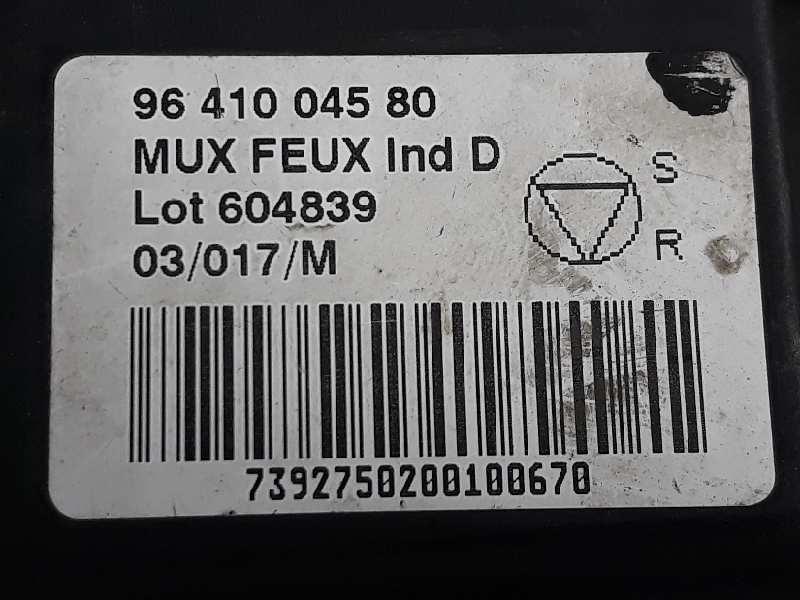 96 410 045 80
MUX FEUX Ind D
Lot 604839
03/017/M
S
R
7392750200100670